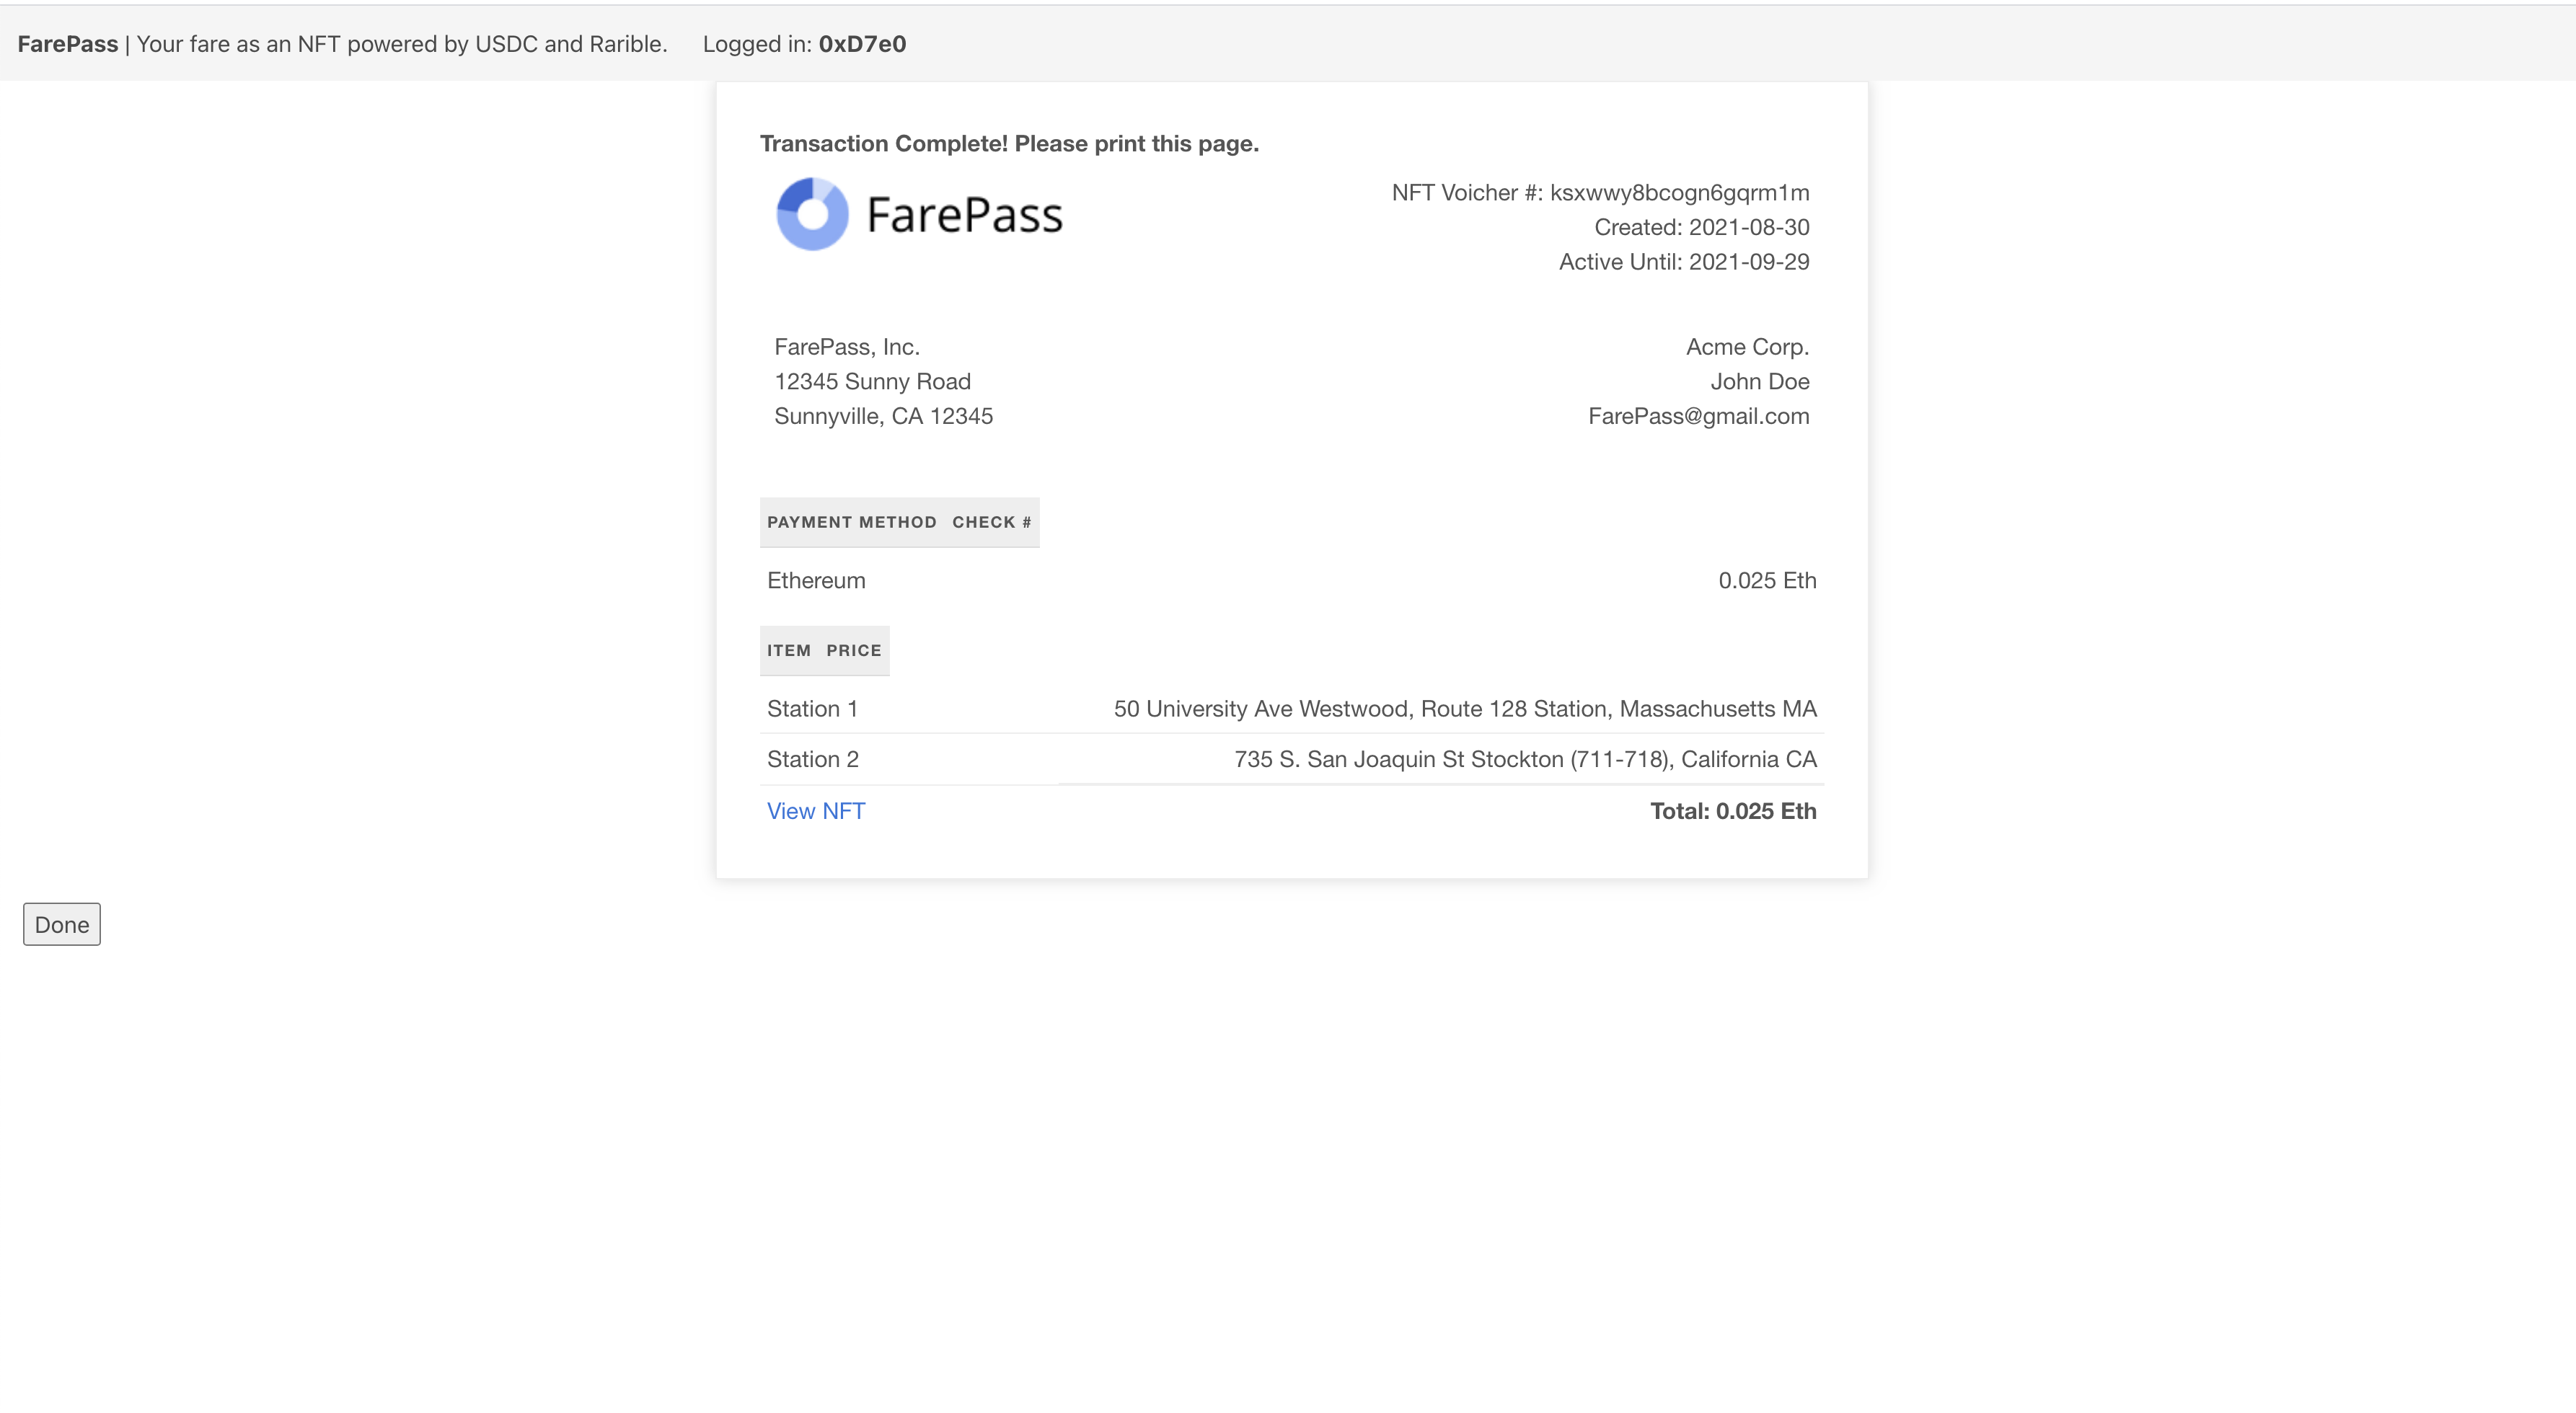 FarePass | Your fare as an NFT powered by USDC and Rarible. Logged in: 0xD7e0
Transaction Complete! Please print this page.
FarePass
NFT Voicher #: ksxwwy8bcogn6gqrm1m
Created: 2021-08-30
Active Until: 2021-09-29
FarePass, Inc.
12345 Sunny Road
Sunnyville, CA 12345
Acme Corp.
John Doe
FarePass@gmail.com
PAYMENT METHOD CHECK #
Ethereum 0.025 Eth
ITEM PRICE
Station 1 50 University Ave Westwood, Route 128 Station, Massachusetts MA
Station 2 735 S. San Joaquin St Stockton (711-718), California CA
View NFT Total: 0.025 Eth
Done